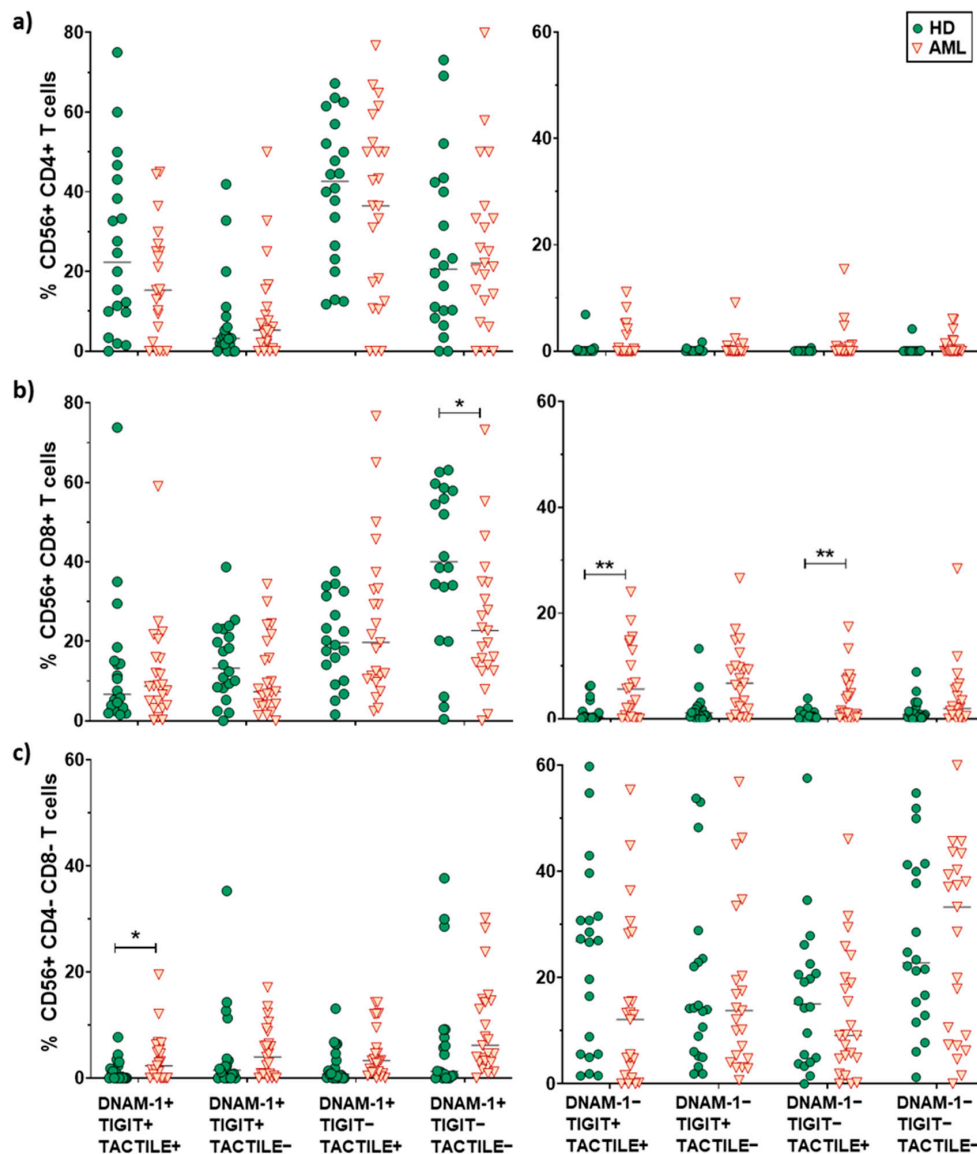 a)
% CD56+ CD4+ T cells
80
60
40
20
0
60
40
20
0
HD
AML
b)
% CD56+ CD8+ T cells
80
60
40
20
0
*
60
40
20
0
**
**
c)
% CD56+ CD4- CD8- T cells
60
40
20
0
*
60
40
20
0
DNAM-1+
TIGIT+
TACTILE+
DNAM-1+
TIGIT+
TACTILE−
DNAM-1+
TIGIT−
TACTILE+
DNAM-1+
TIGIT−
TACTILE−
DNAM-1−
TIGIT+
TACTILE+
DNAM-1−
TIGIT+
TACTILE−
DNAM-1−
TIGIT−
TACTILE+
DNAM-1−
TIGIT−
TACTILE−